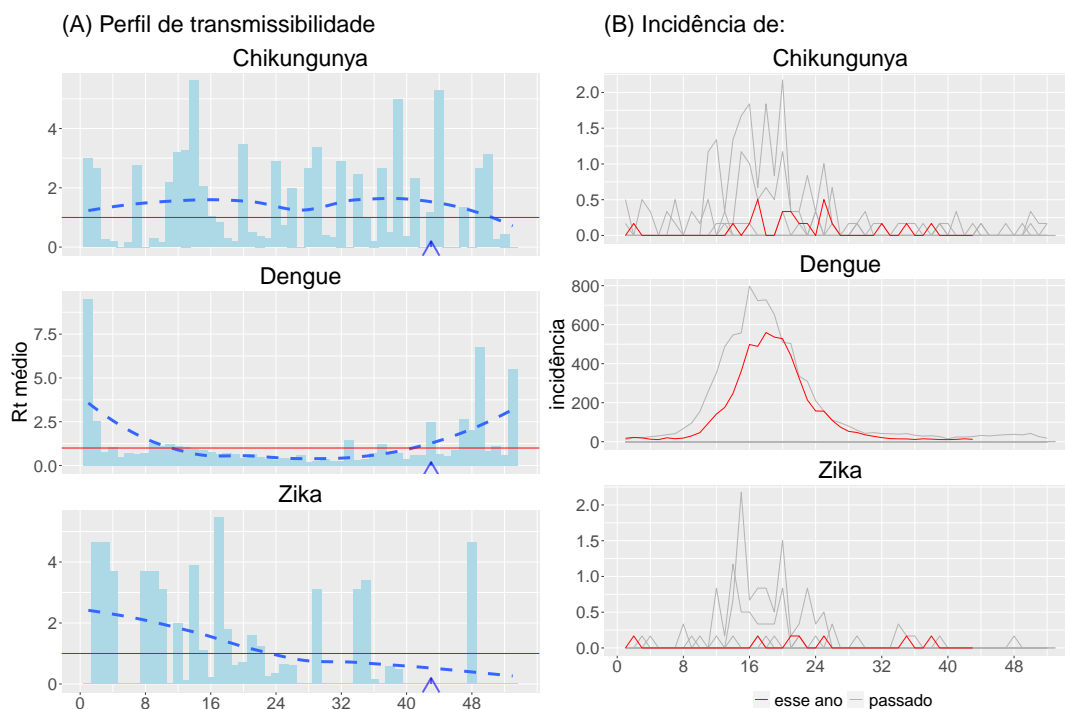 (A) Perfil de transmissibilidade
Chikungunya
4
2
0
Dengue
7.5
5.0
2.5
0.0
Rt médio
Zika
4
2
0
0 8 16 24 32 40 48
(B) Incidência de:
Chikungunya
2.0
1.5
1.0
0.5
0.0
Dengue
800
600
400
200
0
incidência
Zika
2.0
1.5
1.0
0.5
0.0
0 8 16 24 32 40 48
esse ano passado